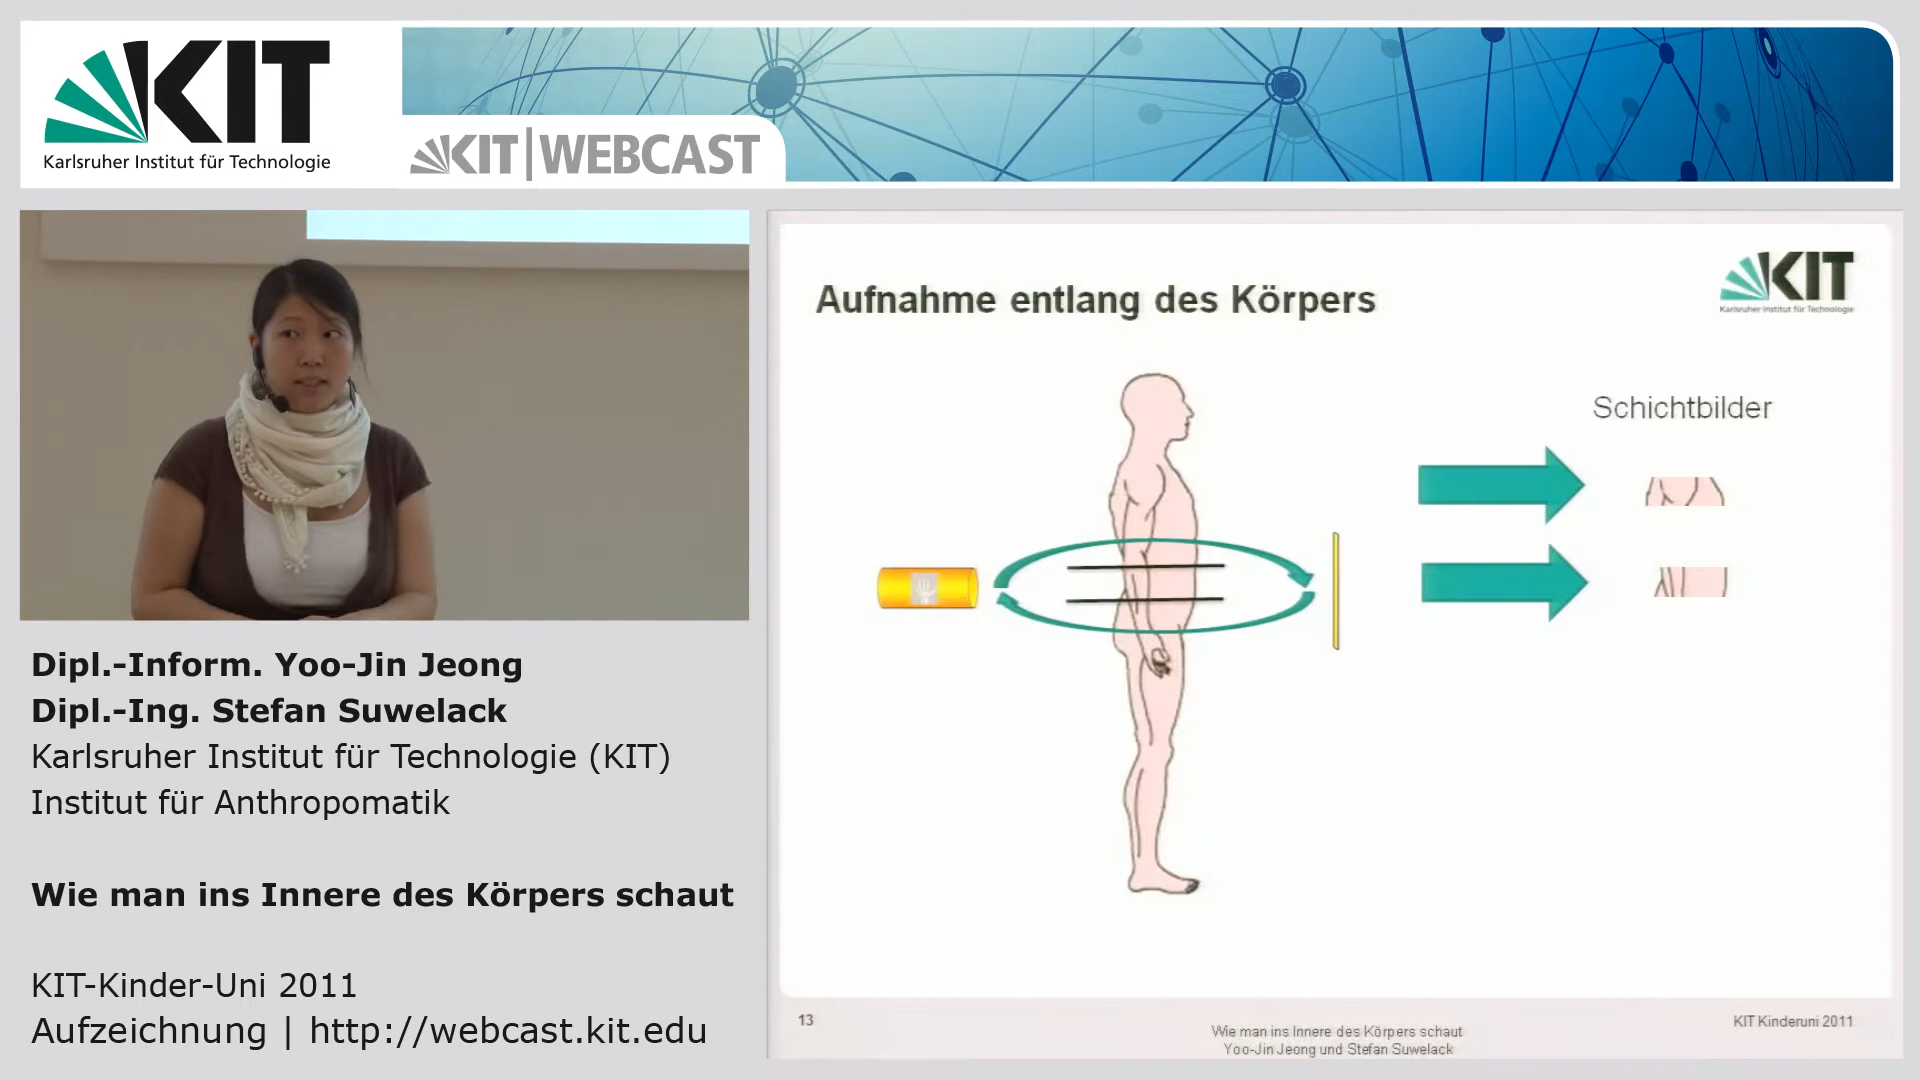 KIT
Karlsruher Institut für Technologie
KIT | WEBCAST
Dipl.-Inform. Yoo-Jin Jeong
Dipl.-Ing. Stefan Suwelack
Karlsruher Institut für Technologie (KIT)
Institut für Anthropomatik
Wie man ins Innere des Körpers schaut
KIT-Kinder-Uni 2011
Aufzeichnung | http://webcast.kit.edu
Aufnahme entlang des Körpers
KIT
Karlsruher Institut für Technologie
Schichtbilder
13
Wie man ins Innere des Körpers schaut
Yoo-Jin Jeong und Stefan Suwelack
KIT Kinderuni 2011